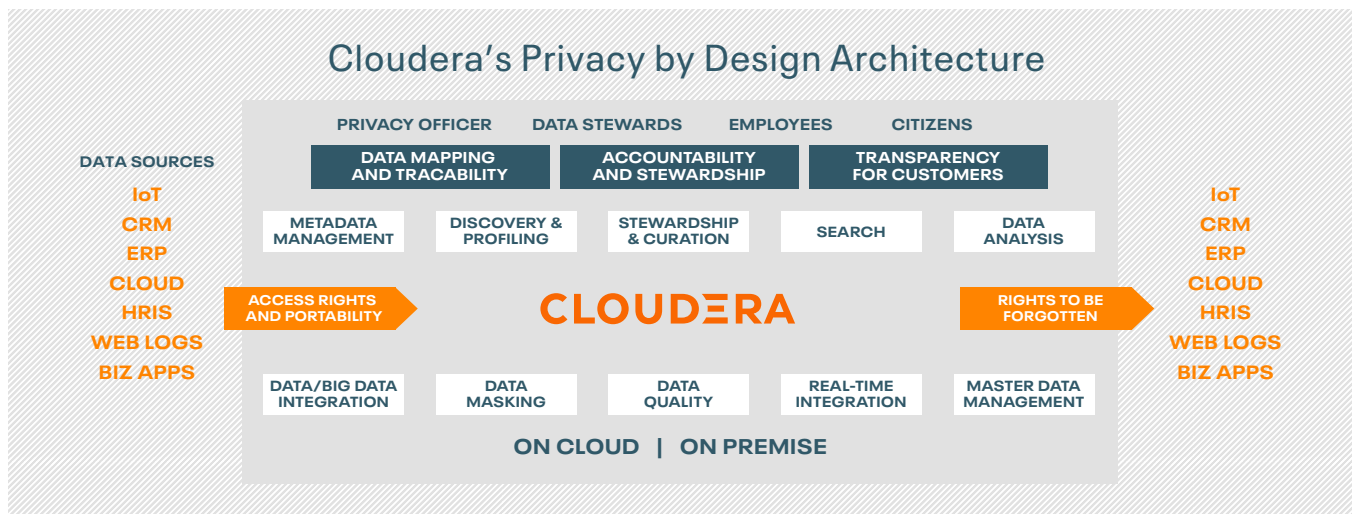 Cloudera's Privacy by Design Architecture
PRIVACY OFFICER DATA STEWARDS EMPLOYEES CITIZENS
DATA MAPPING
AND TRACABILITY
ACCOUNTABILITY
AND STEWARDSHIP
TRANSPARENCY
FOR CUSTOMERS
DATA SOURCES
IoT
CRM
ERP
CLOUD
HRIS
WEB LOGS
BIZ APPS
METADATA
MANAGEMENT
DISCOVERY &
PROFILING
STEWARDSHIP
& CURATION
SEARCH
DATA
ANALYSIS
ACCESS RIGHTS
AND PORTABILITY
CLOUDERA
RIGHTS TO BE
FORGOTTEN
DATA/BIG DATA
INTEGRATION
DATA
MASKING
DATA
QUALITY
REAL-TIME
INTEGRATION
MASTER DATA
MANAGEMENT
ON CLOUD | ON PREMISE
IoT
CRM
ERP
CLOUD
HRIS
WEB LOGS
BIZ APPS